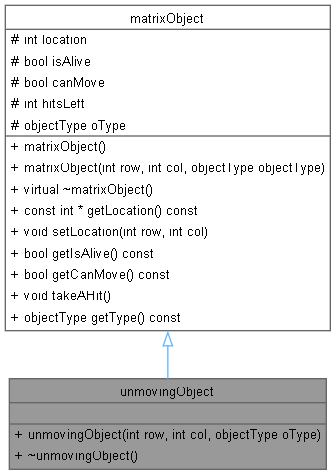 matrixObject
# int location
# bool isAlive
# bool canMove
# int hitsLeft
# objectType oType
+ matrixObject()
+ matrixObject(int row, int col, objectType objectType)
+ virtual ~matrixObject()
+ const int * getLocation() const
+ void setLocation(int row, int col)
+ bool getIsAlive() const
+ bool getCanMove() const
+ void takeAHit()
+ objectType getType() const
unmovingObject
+ unmovingObject(int row, int col, objectType oType)
+ ~unmovingObject()